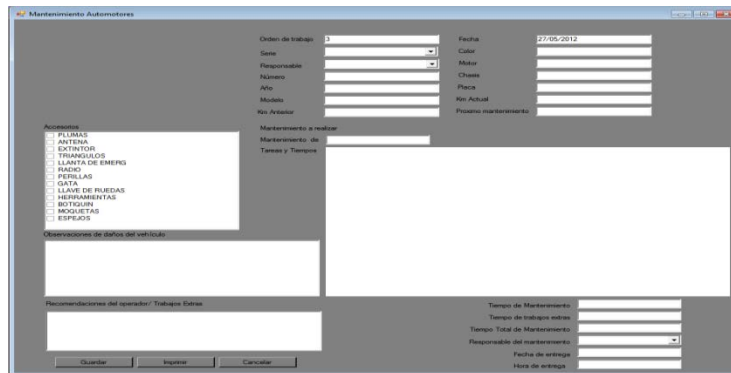 Mantenimiento Automotores
Orden de trabajo 3 Fecha 27/05/2012
Serie Color
Responsable Motor
Número Chasis
Año Placa
Modelo Km Actual
Km Anterior Proximo mantenimiento
Accesorios
PLUMAS
ANTENA
EXTINTOR
TRIANGULOS
LLANTA DE EMERG
RADIO
PERILLAS
GATA
LLAVE DE RUEDAS
HERRAMIENTAS
BOTIQUIN
MOQUETAS
ESPEJOS
Mantenimiento a realizar
Mantenimiento de
Tareas y Tiempos
Observaciones de daños del vehículo
Recomendaciones del operador/ Trabajos Extras
Tiempo de Mantenimiento
Tiempo de trabajos extras
Tiempo Total de Mantenimiento
Responsable del mantenimiento
Fecha de entrega
Hora de entrega
Guardar Imprimir Cancelar